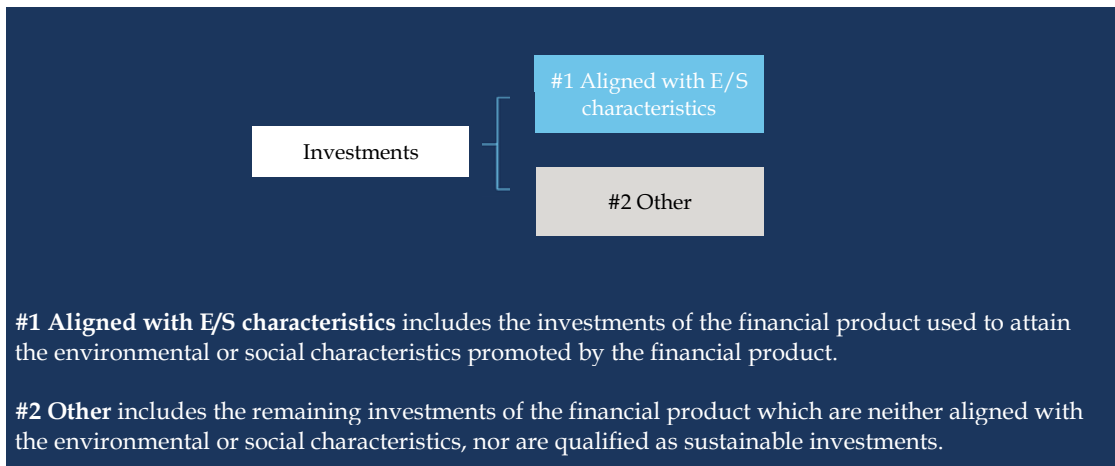 #1 Aligned with E/S
characteristics
Investments
#2 Other
#1 Aligned with E/S characteristics includes the investments of the financial product used to attain
the environmental or social characteristics promoted by the financial product.
#2 Other includes the remaining investments of the financial product which are neither aligned with
the environmental or social characteristics, nor are qualified as sustainable investments.